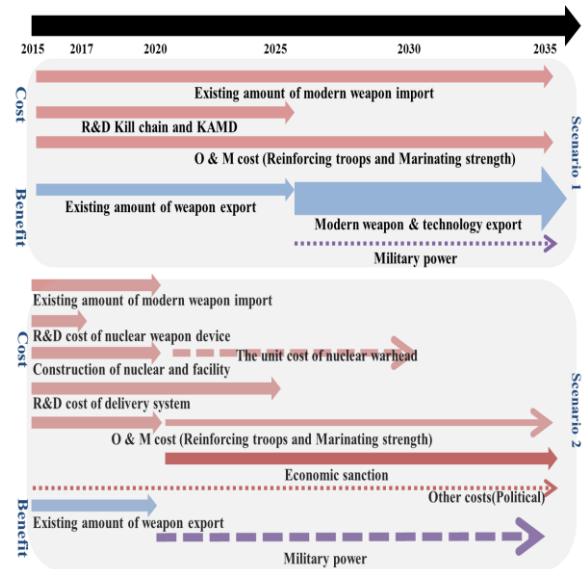 2015 2017 2020 2025 2030 2035
Cost
Existing amount of modern weapon import
R&D Kill chain and KAMD
O & M cost (Reinforcing troops and Marinating strength)
Scenario 1
Benefit
Existing amount of weapon export
Modern weapon & technology export
Military power
Existing amount of modern weapon import
Cost
R&D cost of nuclear weapon device
The unit cost of nuclear warhead
Construction of nuclear and facility
R&D cost of delivery system
Scenario 2
O & M cost (Reinforcing troops and Marinating strength)
Economic sanction
Other costs(Political)
Benefit
Existing amount of weapon export
Military power